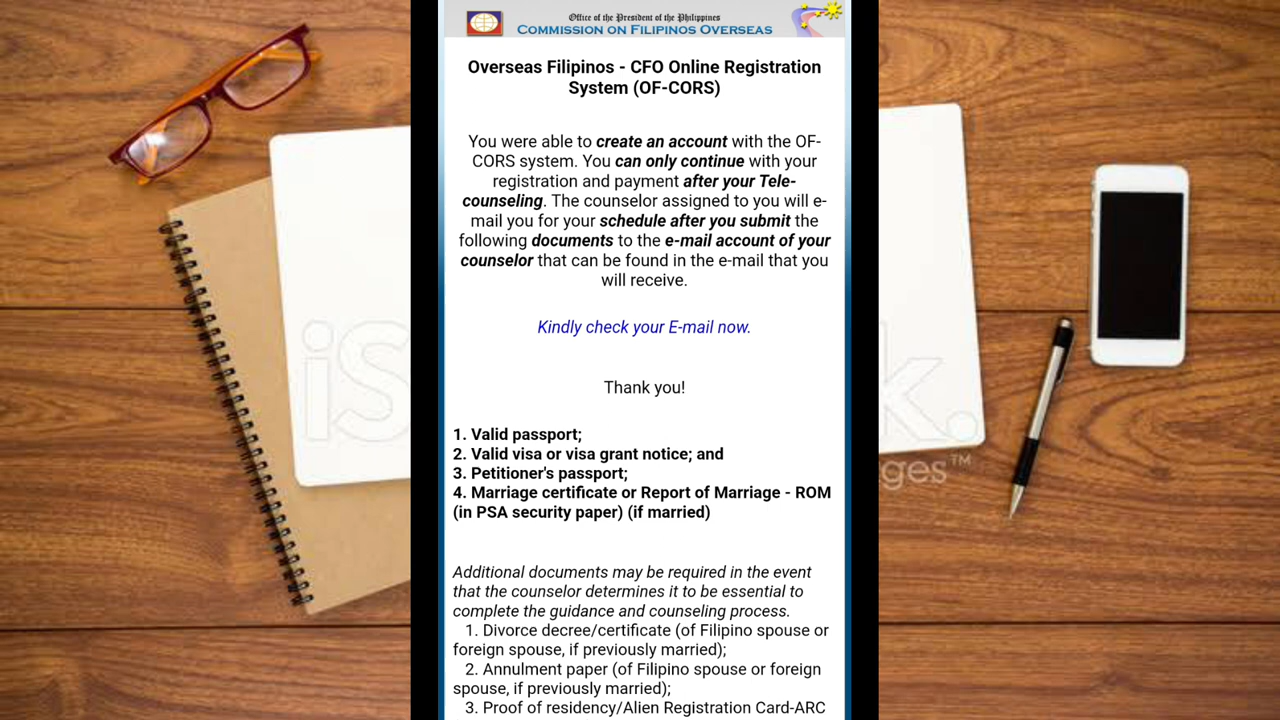 Office of the President of the Philippines
COMMISSION ON FILIPINOS OVERSEAS
Overseas Filipinos - CFO Online Registration
System (OF-CORS)
You were able to create an account with the OF-
CORS system. You can only continue with your
registration and payment after your Tele-
counseling. The counselor assigned to you will e-
mail you for your schedule after you submit the
following documents to the e-mail account of your
counselor that can be found in the e-mail that you
will receive.
Kindly check your E-mail now.
Thank you!
1. Valid passport;
2. Valid visa or visa grant notice; and
3. Petitioner's passport;
4. Marriage certificate or Report of Marriage - ROM
(in PSA security paper) (if married)
Additional documents may be required in the event
that the counselor determines it to be essential to
complete the guidance and counseling process.
1. Divorce decree/certificate (of Filipino spouse or
foreign spouse, if previously married);
2. Annulment paper (of Filipino spouse or foreign
spouse, if previously married);
3. Proof of residency/Alien Registration Card-ARC
iS
k.
ges™